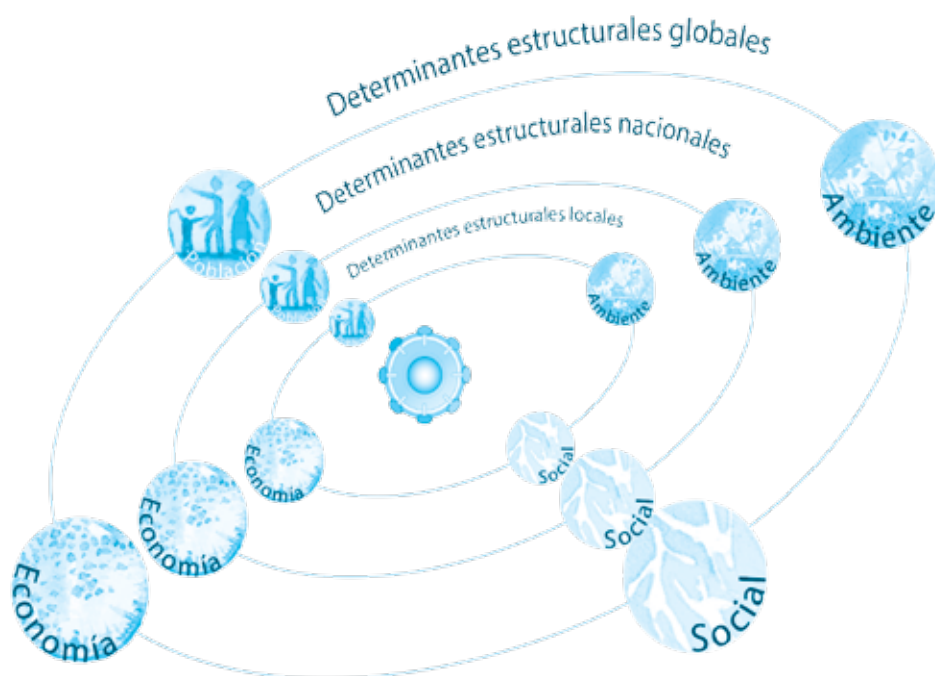 Determinantes estructurales globales
Determinantes estructurales nacionales
Determinantes estructurales locales
Población
Población
Ambiente
Ambiente
Ambiente
Economía
Economía
Economía
Social
Social
Social